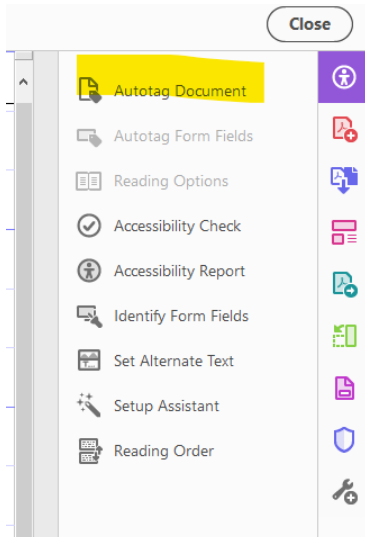 Close
Autotag Document
Autotag Form Fields
Reading Options
Accessibility Check
Accessibility Report
Identify Form Fields
Set Alternate Text
Setup Assistant
Reading Order